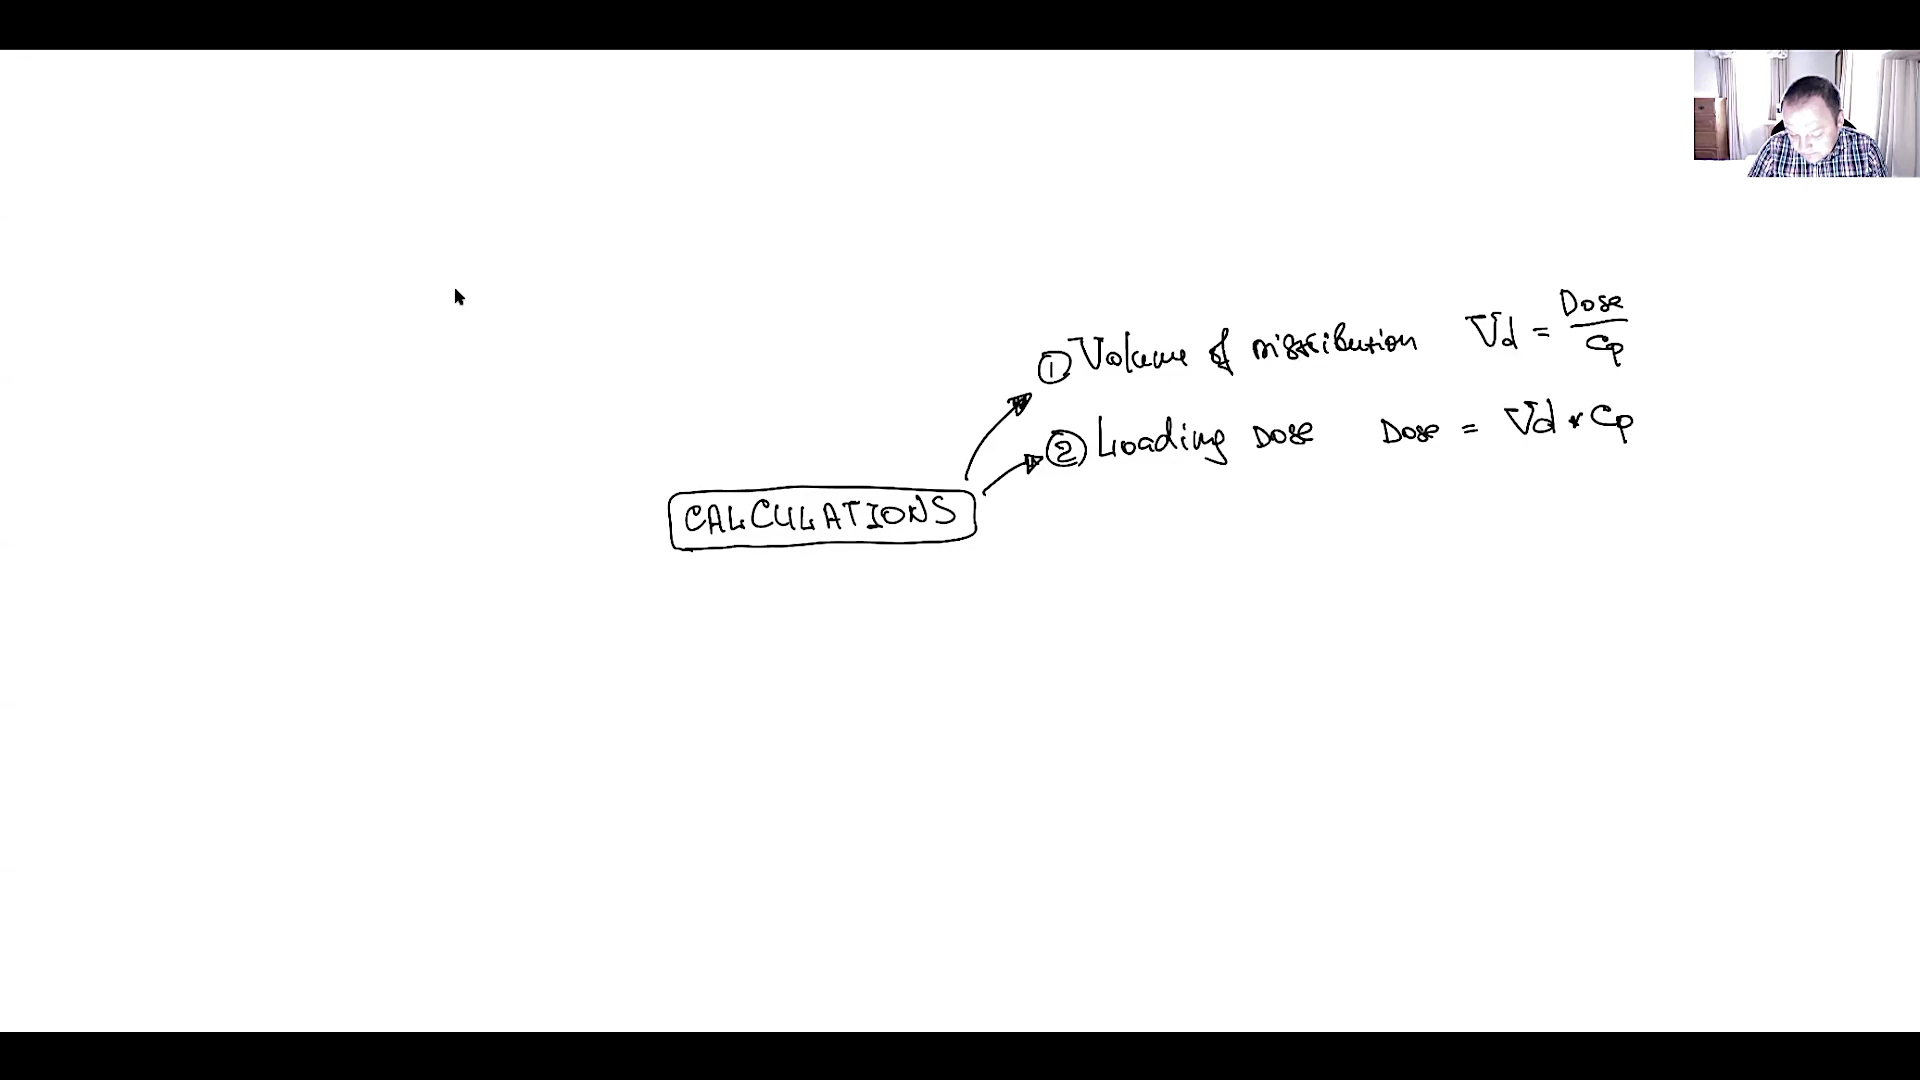 ① Volume of Distribution Vd = Dose / Cp
② Loading Dose Dose = Vd * Cp
CALCULATIONS